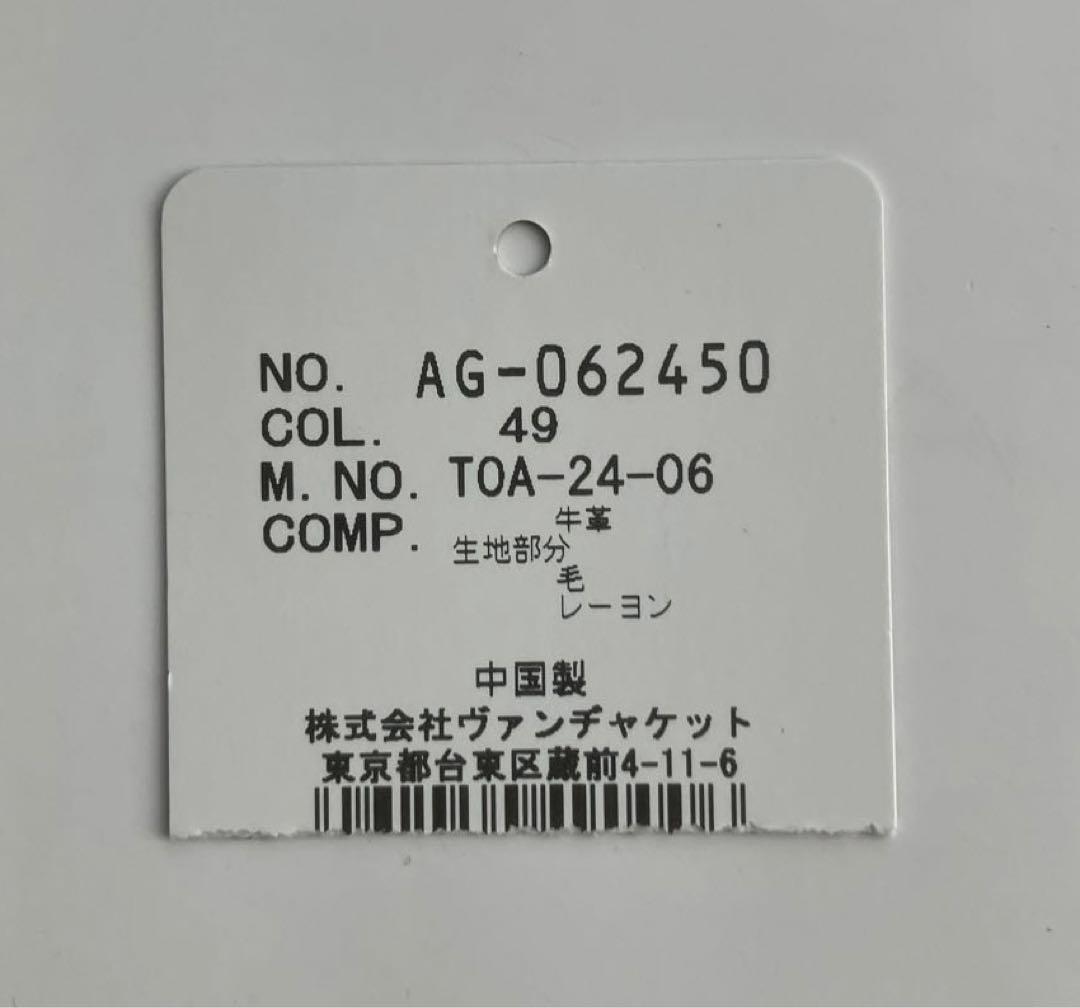 NO. AG-062450
COL. 49
M. NO. TOA-24-06
COMP. 牛革
生地部分
毛
レーヨン
中国製
株式会社ヴァンヂャケット
東京都台東区蔵前4-11-6